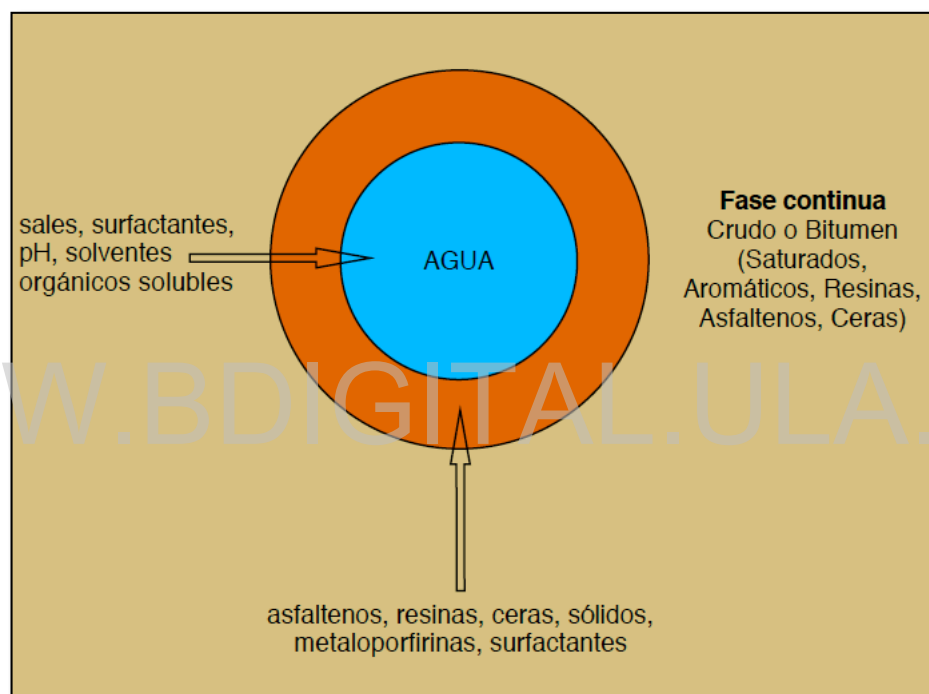 sales, surfactantes,
pH, solventes
orgánicos solubles
AGUA
Fase continua
Crudo o Bitumen
(Saturados,
Aromáticos, Resinas,
Asfaltenos, Ceras)
W.BDIGITAL.ULA.
asfaltenos, resinas, ceras, sólidos,
metaloporfirinas, surfactantes